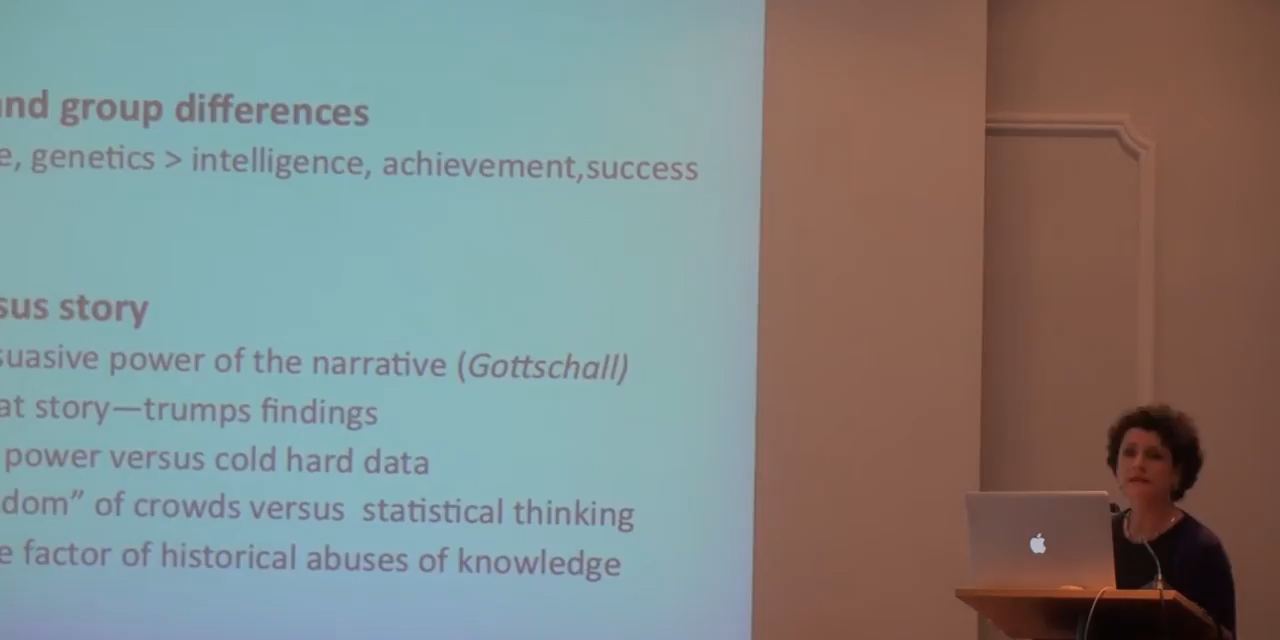 and group differences
e, genetics > intelligence, achievement,success
sus story
suasive power of the narrative (Gottschall)
at story—trumps findings
power versus cold hard data
dom” of crowds versus statistical thinking
e factor of historical abuses of knowledge